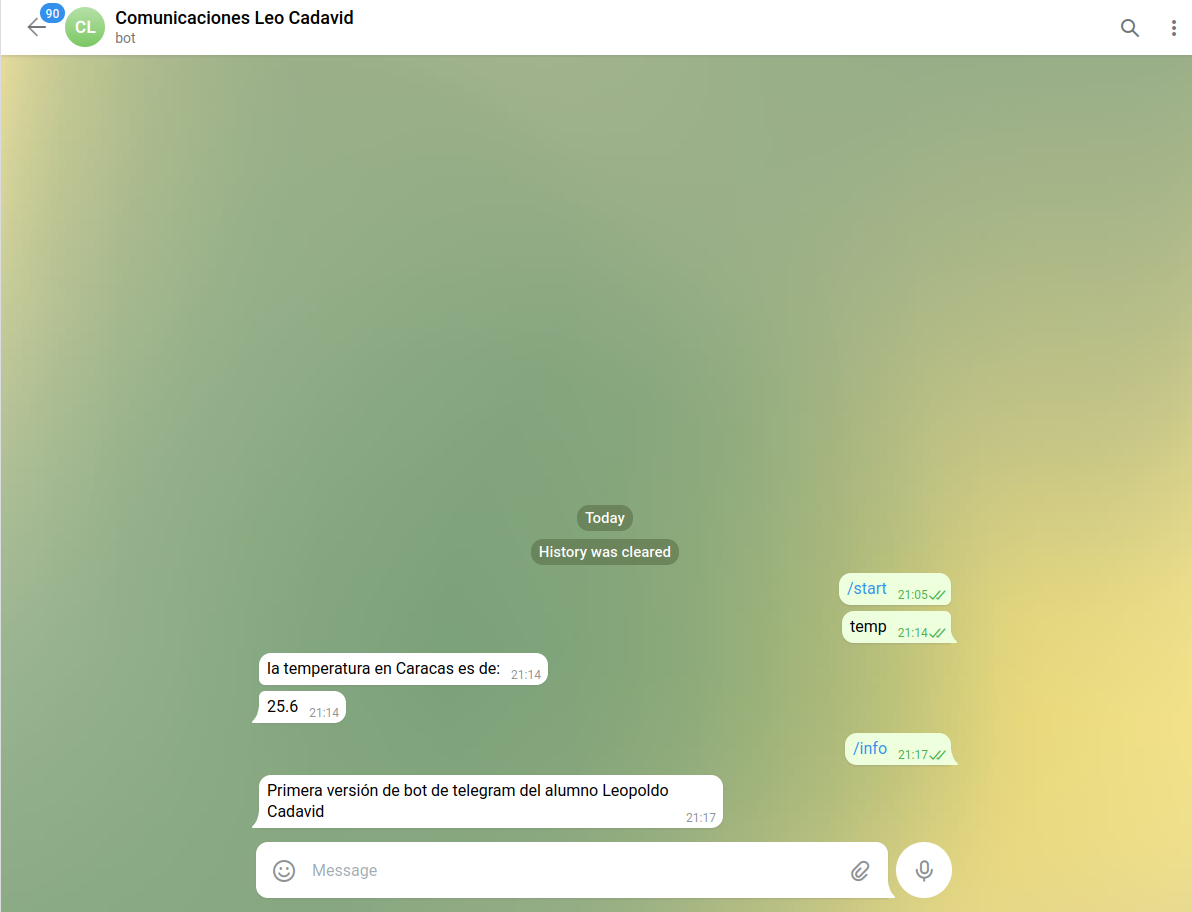 90
CL
Comunicaciones Leo Cadavid
bot
Today
History was cleared
/start 21:05
temp 21:14
la temperatura en Caracas es de: 21:14
25.6 21:14
/info 21:17
Primera versión de bot de telegram del alumno Leopoldo
Cadavid 21:17
Message